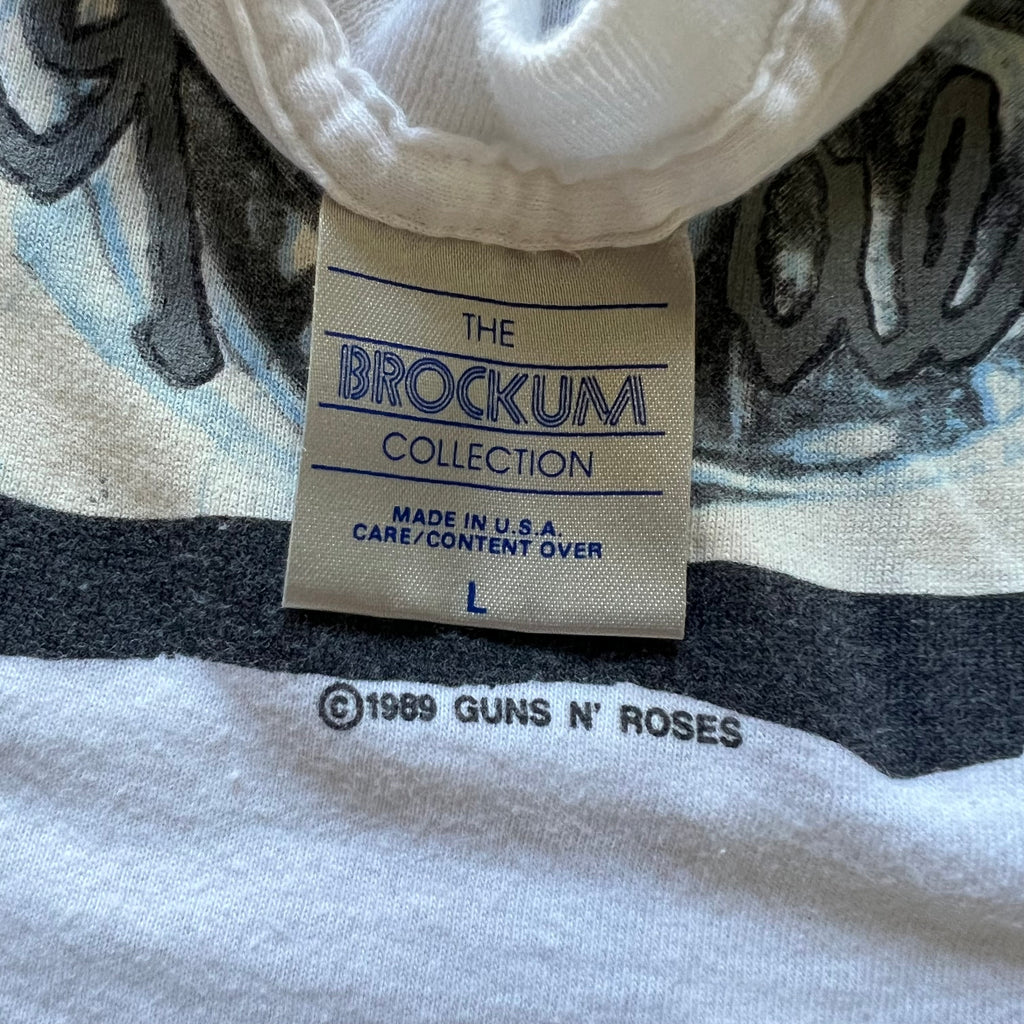 THE
BROCKUM
COLLECTION
MADE IN U.S.A.
CARE/CONTENT OVER
L
©1989 GUNS N' ROSES